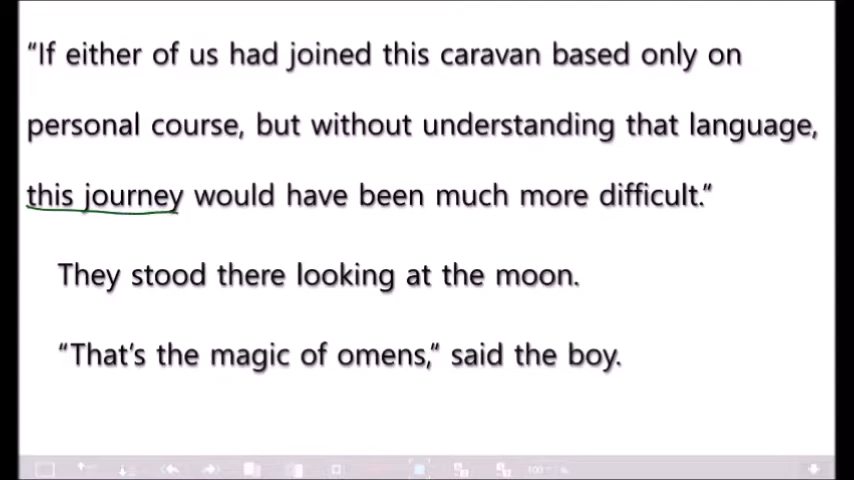 “If either of us had joined this caravan based only on
personal course, but without understanding that language,
this journey would have been much more difficult.“
They stood there looking at the moon.
“That’s the magic of omens,” said the boy.
100